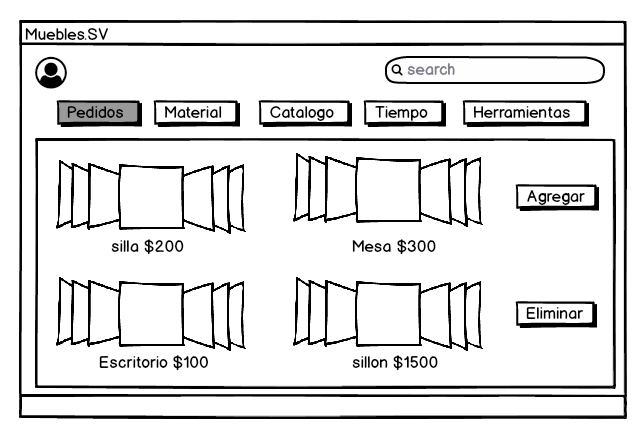 Muebles.SV
search
Pedidos Material Catalogo Tiempo Herramientas
Agregar
silla $200 Mesa $300
Eliminar
Escritorio $100 sillon $1500